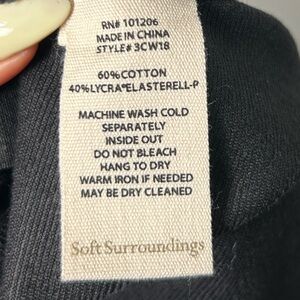 RN# 101206
MADE IN CHINA
STYLE# 3CW18
60%COTTON
40%LYCRA®ELASTERELL-P
MACHINE WASH COLD
SEPARATELY
INSIDE OUT
DO NOT BLEACH
HANG TO DRY
WARM IRON IF NEEDED
MAY BE DRY CLEANED
Soft Surroundings